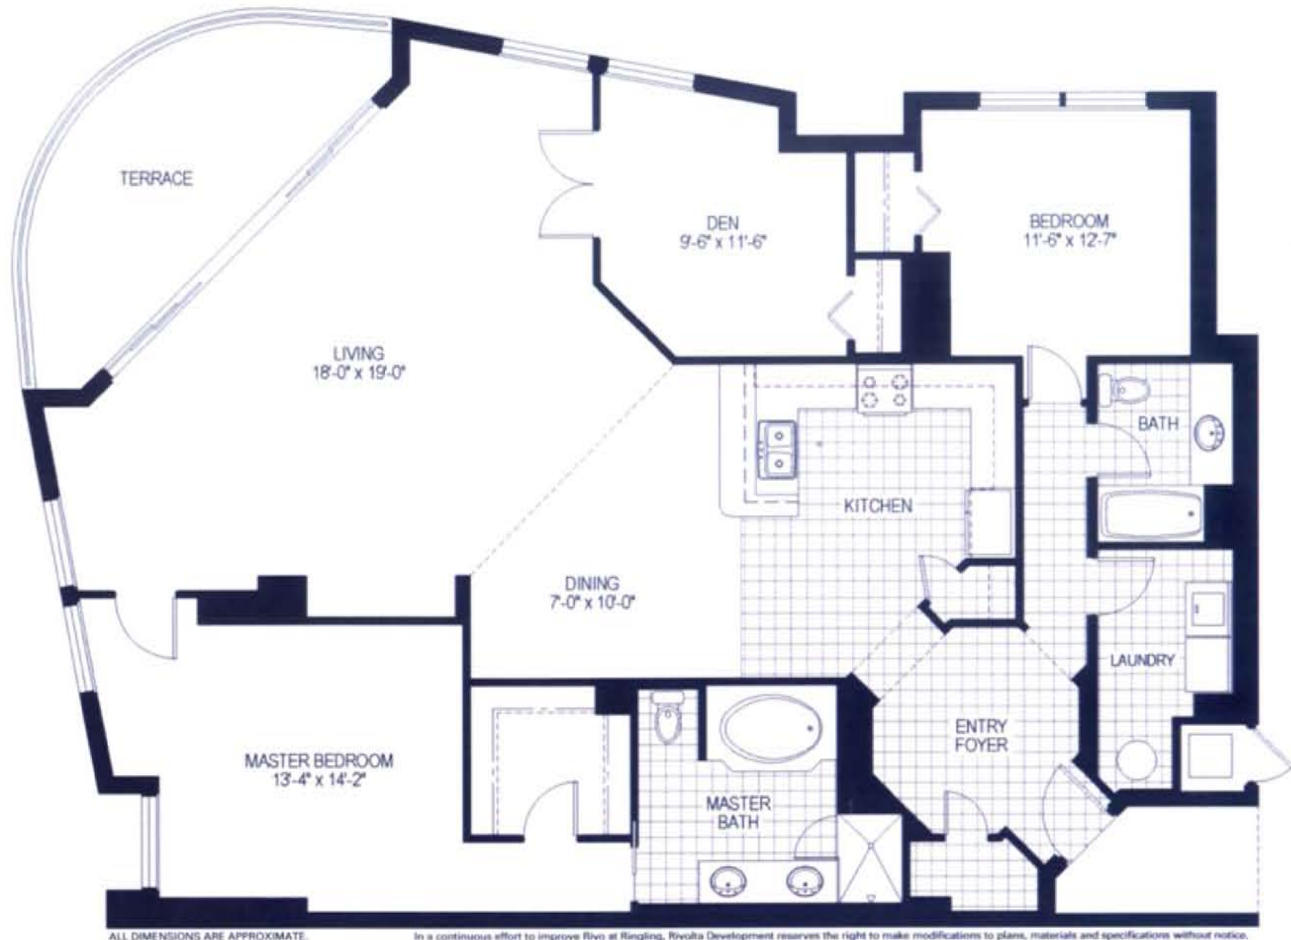 TERRACE
DEN
9'-6" x 11'-6"
BEDROOM
11'-6" x 12'-7"
LIVING
18'-0" x 19'-0"
BATH
KITCHEN
DINING
7'-0" x 10'-0"
LAUNDRY
ENTRY
FOYER
MASTER BEDROOM
13'-4" x 14'-2"
MASTER
BATH
ALL DIMENSIONS ARE APPROXIMATE.
In a continuous effort to improve Rivo at Ringling, Rivolta Development reserves the right to make modifications to plans, materials and specifications without notice.